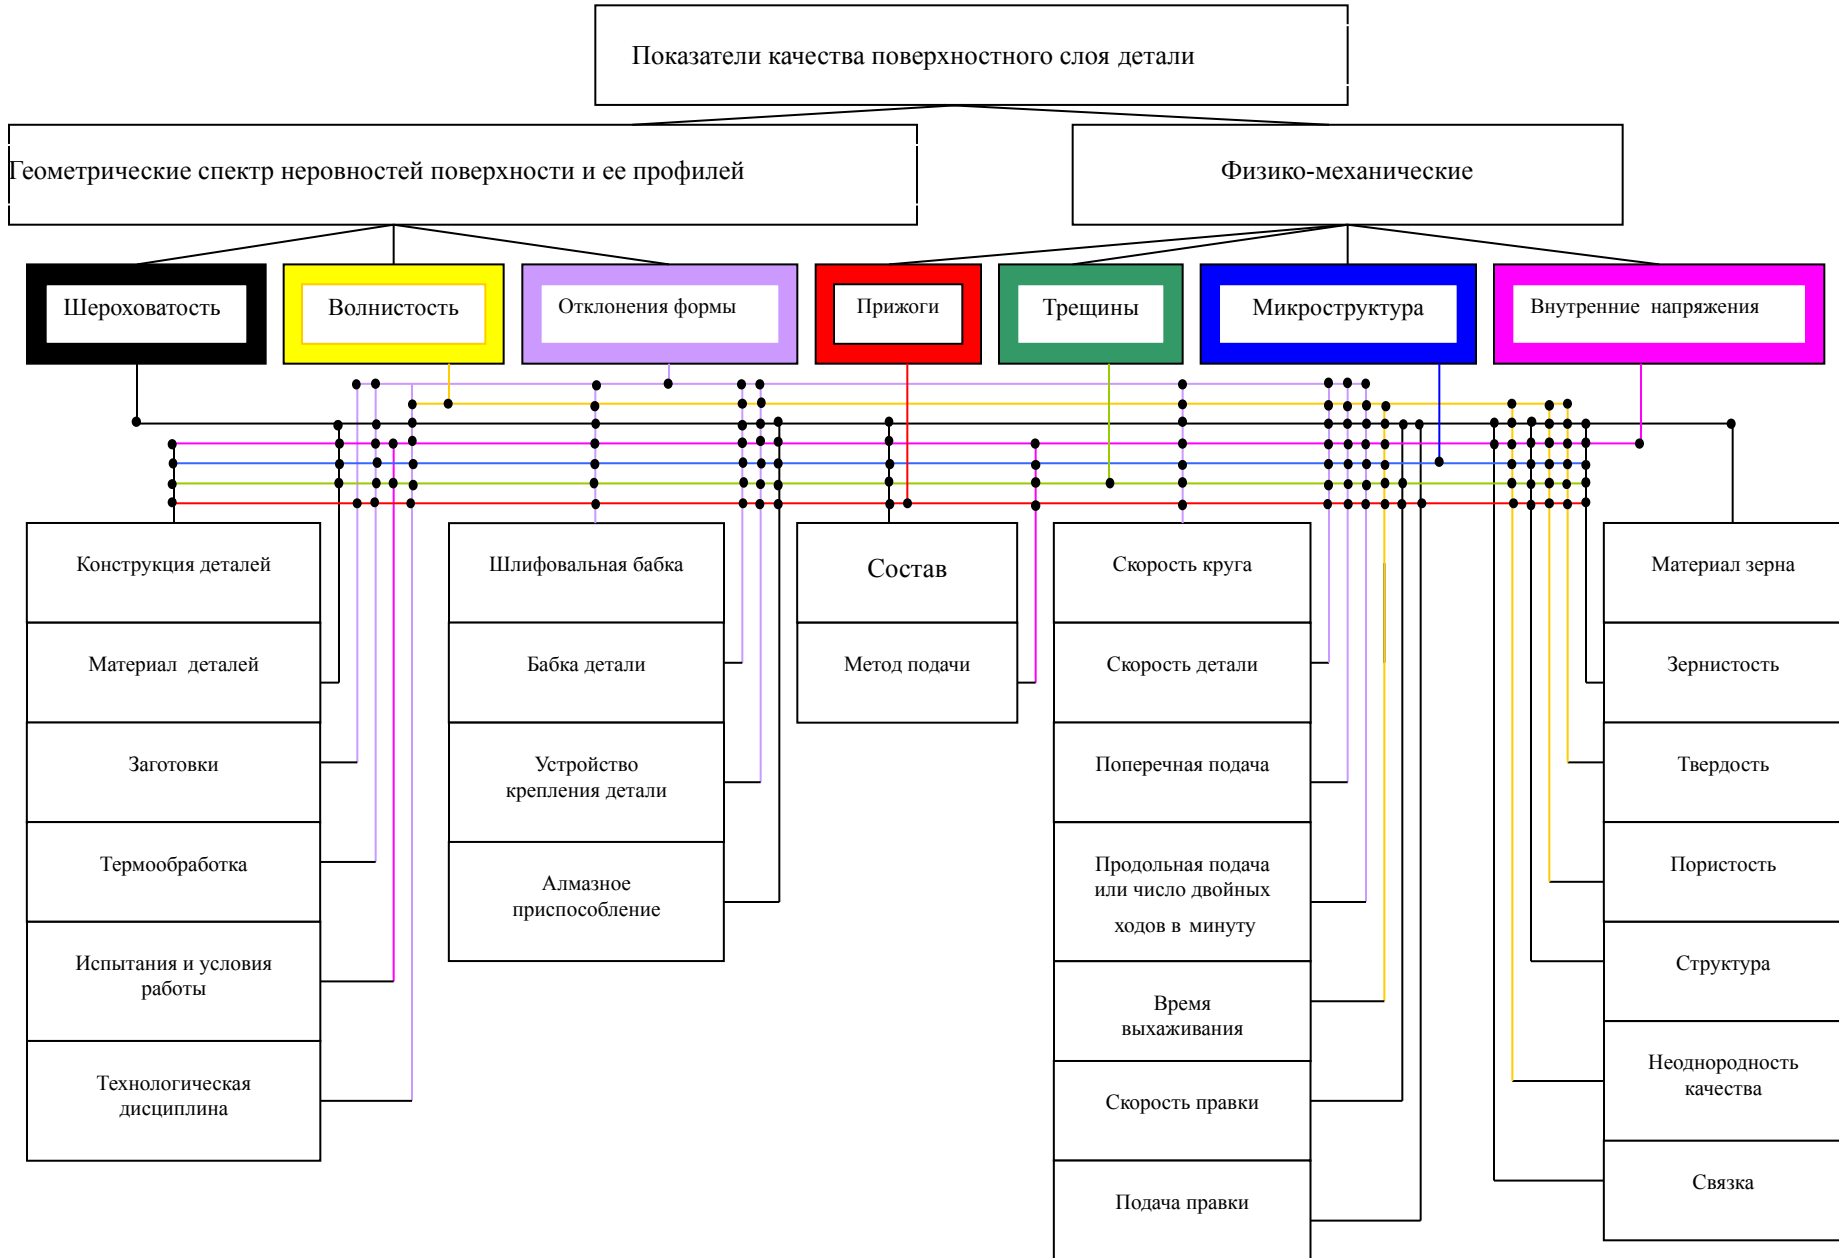 Показатели качества поверхностного слоя детали
Геометрические спектр неровностей поверхности и ее профилей
Физико-механические
Шероховатость
Волнистость
Отклонения формы
Прижоги
Трещины
Микроструктура
Внутренние напряжения
Конструкция деталей
Материал деталей
Заготовки
Термообработка
Испытания и условия
работы
Технологическая
дисциплина
Шлифовальная бабка
Бабка детали
Устройство
крепления детали
Алмазное
приспособление
Состав
Метод подачи
Скорость круга
Скорость детали
Поперечная подача
Продольная подача
или число двойных
ходов в минуту
Время
выхаживания
Скорость правки
Подача правки
Материал зерна
Зернистость
Твердость
Пористость
Структура
Неоднородность
качества
Связка